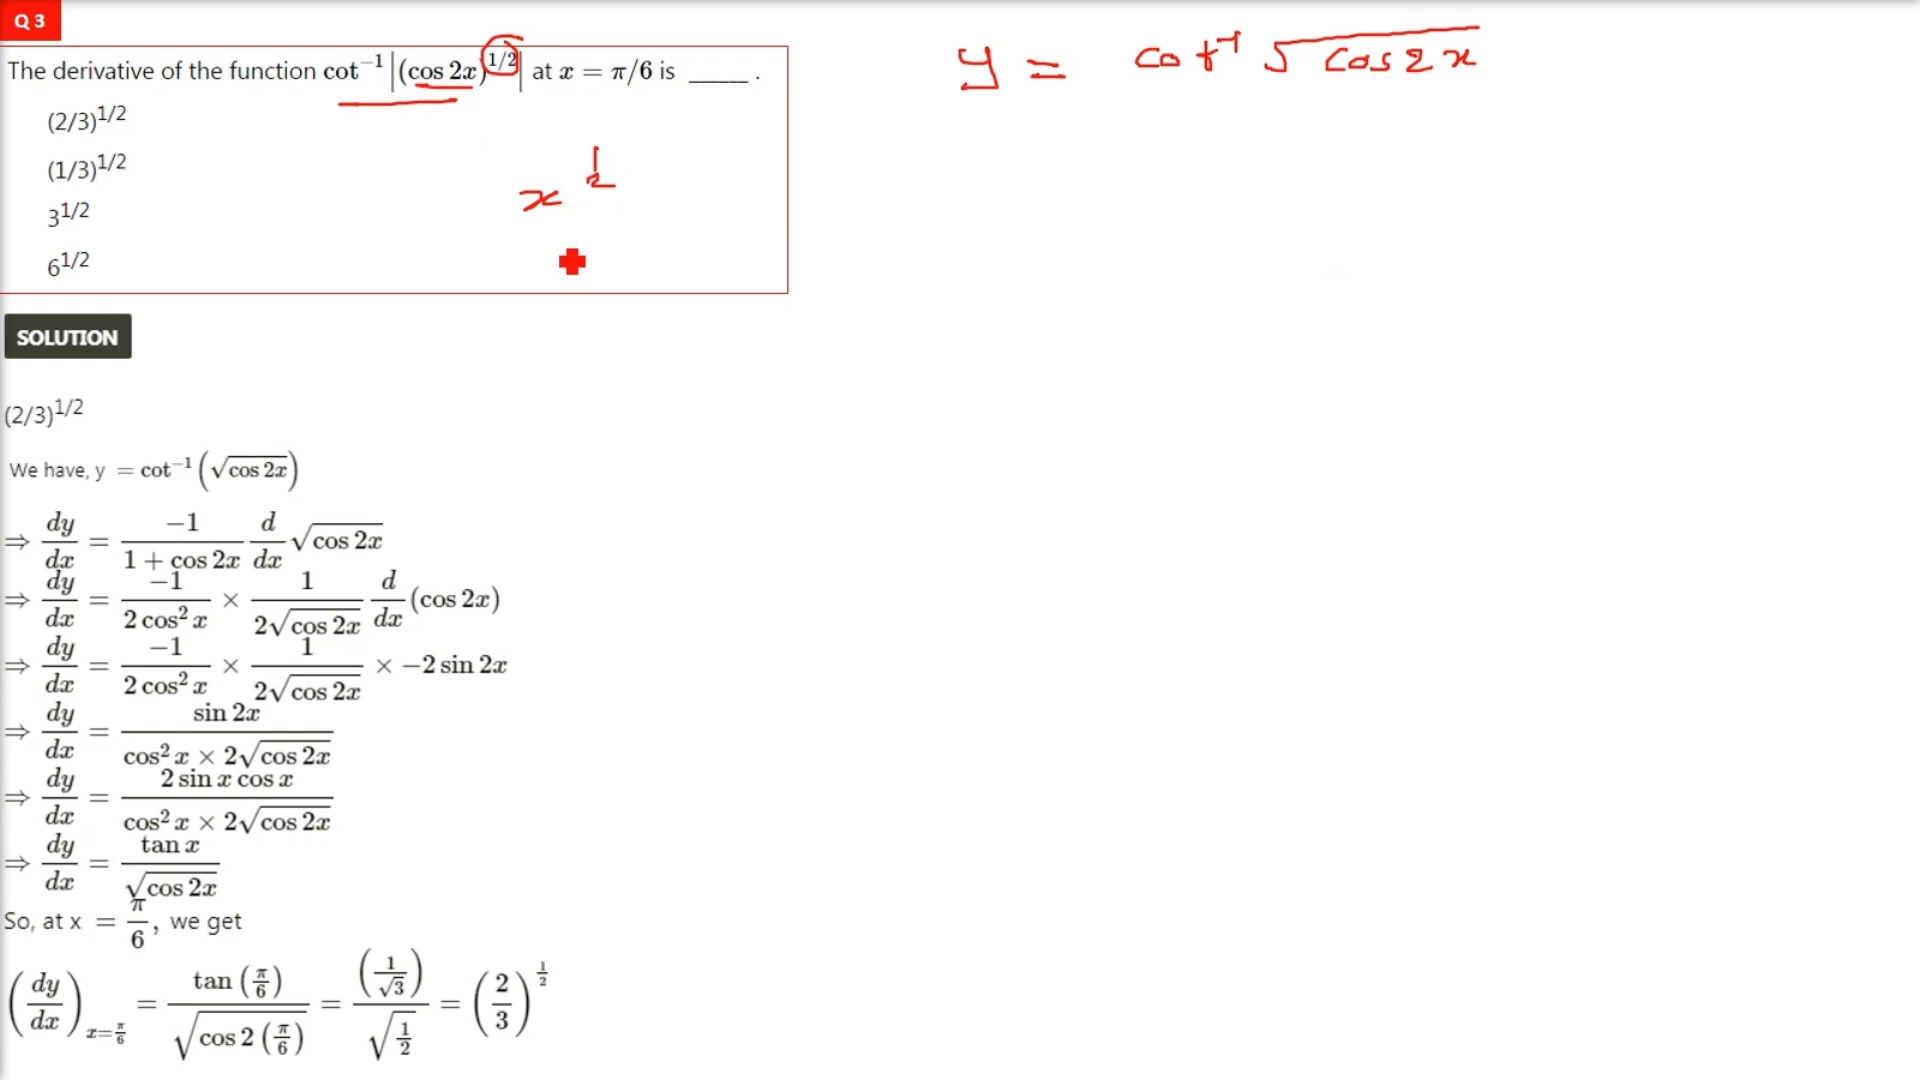 Q 3
The derivative of the function cot⁻¹ |(cos 2x)^1/2| at x = π/6 is _____ .
(2/3)^1/2
(1/3)^1/2
3^1/2
6^1/2
x^1/2
y = cot⁻¹ √cos 2x
SOLUTION
(2/3)^1/2
We have, y = cot⁻¹(√cos 2x)
⇒ dy/dx = −1/(1 + cos 2x) d/dx √cos 2x
⇒ dy/dx = −1/(2 cos² x) × 1/(2√cos 2x) d/dx (cos 2x)
⇒ dy/dx = −1/(2 cos² x) × 1/(2√cos 2x) × −2 sin 2x
⇒ dy/dx = sin 2x/(cos² x × 2√cos 2x)
⇒ dy/dx = 2 sin x cos x/(cos² x × 2√cos 2x)
⇒ dy/dx = tan x/√cos 2x
So, at x = π/6, we get
(dy/dx)_x=π/6 = tan(π/6)/√cos 2(π/6) = (1/√3)/√(1/2) = (2/3)^1/2